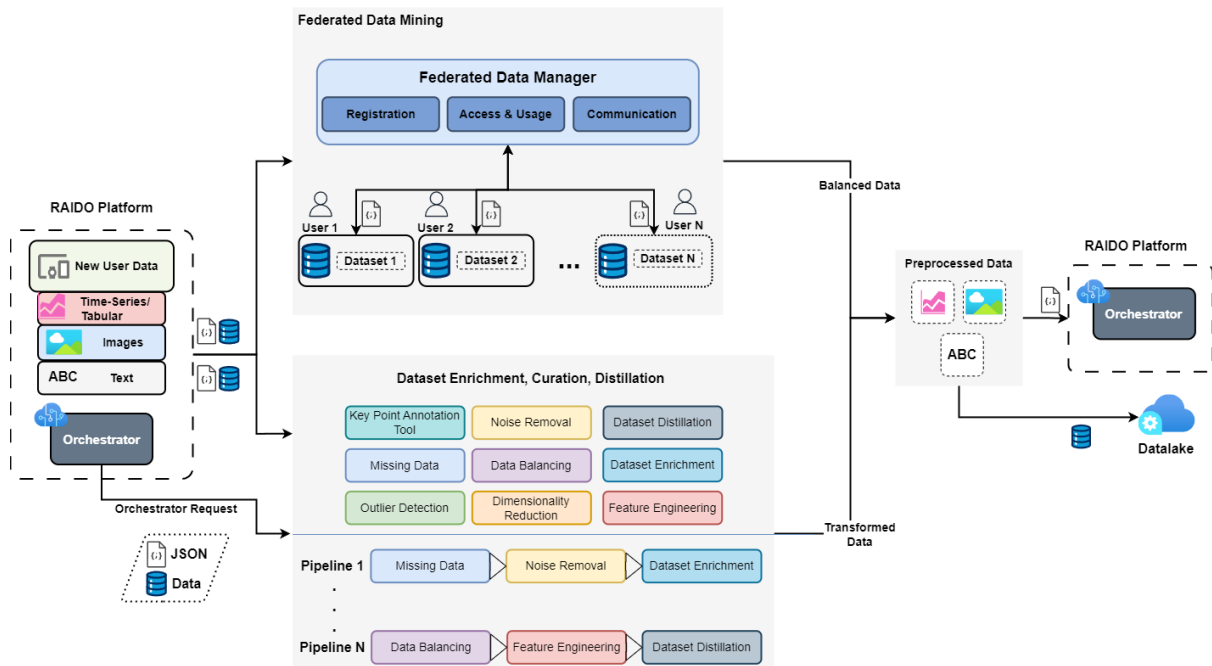 Federated Data Mining
Federated Data Manager
Registration
Access & Usage
Communication
User 1
User 2
User N
{;}
{;}
{;}
Dataset 1
Dataset 2
...
Dataset N
RAIDO Platform
New User Data
Time-Series/
Tabular
Images
ABC
Text
Orchestrator
{;}
{;}
Orchestrator Request
{;}
JSON
Data
Dataset Enrichment, Curation, Distillation
Key Point Annotation
Tool
Noise Removal
Dataset Distillation
Missing Data
Data Balancing
Dataset Enrichment
Outlier Detection
Dimensionality
Reduction
Feature Engineering
Pipeline 1
Missing Data
Noise Removal
Dataset Enrichment
.
.
.
Pipeline N
Data Balancing
Feature Engineering
Dataset Distillation
Balanced Data
Transformed
Data
Preprocessed Data
ABC
{;}
RAIDO Platform
Orchestrator
Datalake